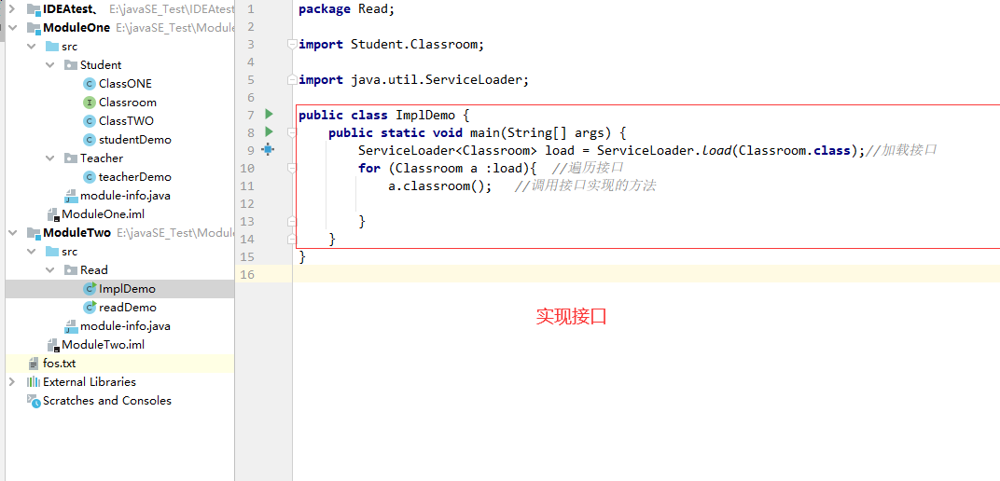 IDEAtest、 E:\javaSE_Test\IDEAtest
ModuleOne E:\javaSE_Test\Module
src
Student
ClassONE
Classroom
ClassTWO
studentDemo
Teacher
teacherDemo
module-info.java
ModuleOne.iml
ModuleTwo E:\javaSE_Test\Module
src
Read
ImplDemo
readDemo
module-info.java
ModuleTwo.iml
fos.txt
External Libraries
Scratches and Consoles
1 package Read;
2
3 import Student.Classroom;
4
5 import java.util.ServiceLoader;
6
7 public class ImplDemo {
8 public static void main(String[] args) {
9 ServiceLoader<Classroom> load = ServiceLoader.load(Classroom.class);//加载接口
10 for (Classroom a :load){ //遍历接口
11 a.classroom(); //调用接口实现的方法
12
13 }
14 }
15 }
16
实现接口